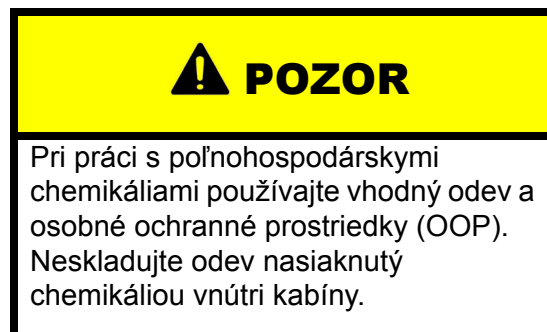 POZOR
Pri práci s poľnohospodárskymi
chemikáliami používajte vhodný odev a
osobné ochranné prostriedky (OOP).
Neskladujte odev nasiaknutý
chemikáliou vnútri kabíny.